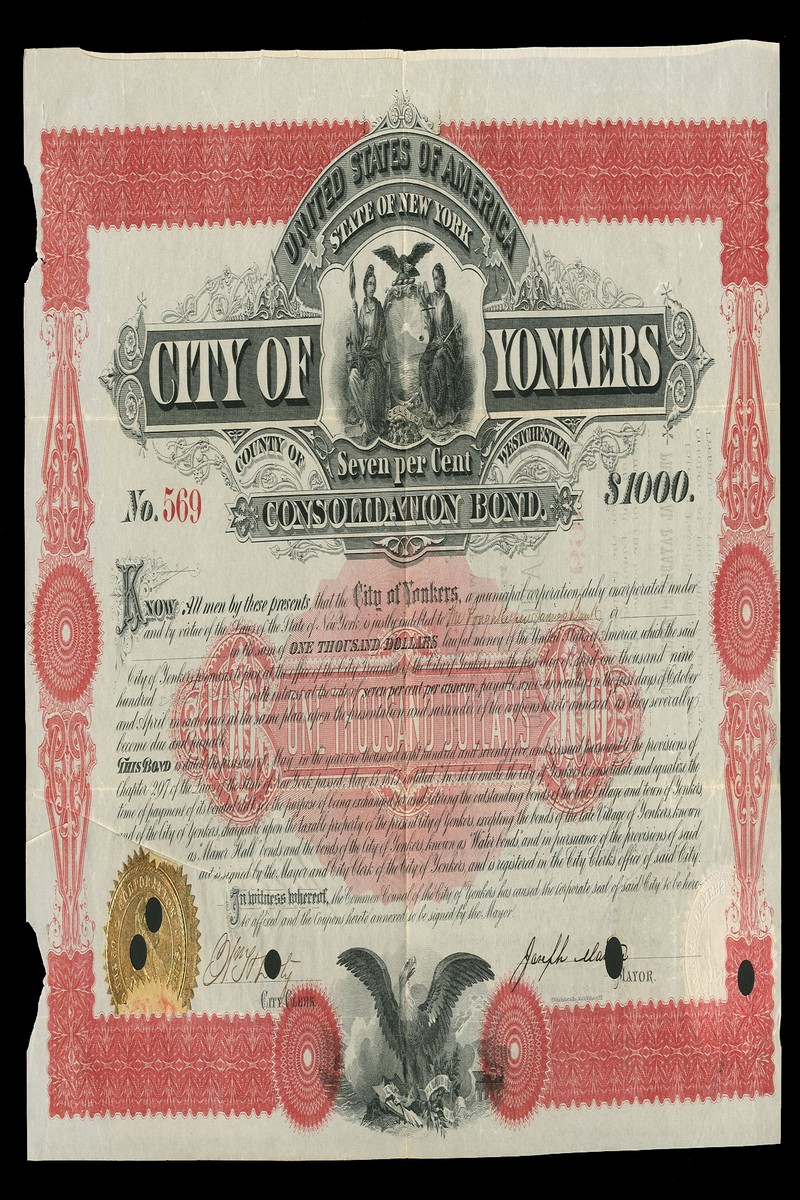 UNITED STATES OF AMERICA
STATE OF NEW YORK
CITY OF YONKERS
COUNTY OF WESTCHESTER
Seven per Cent
No. 569 CONSOLIDATION BOND. $1000.
KNOW All men by these presents, that the City of Yonkers, a municipal corporation, duly incorporated under
and by virtue of the Laws of the State of New York is justly indebted to The or
in the sum of ONE THOUSAND DOLLARS lawful money of the United States of America, which the said
City of Yonkers promises to pay at the office of the City of Yonkers on the first day of April one thousand nine
hundred with interest at the rate of seven per cent per annum, payable semi annually on the first days of October
and April in each year at the same place, upon the presentation and surrender of the coupons hereto annexed as they severally
become due and payable
ONE THOUSAND DOLLARS
THIS BOND is dated the first day of in the year one thousand eight hundred and seventy five and issued pursuant to the provisions of
Chapter 297 of the of the State of New York passed May entitled "An Act to enable the City of Yonkers to consolidate and equalize the
time of payment of its for the purpose of being exchanged for and retiring the outstanding bonds of the late Village and town of Yonkers
and of the City of Yonkers, chargeable upon the taxable property of the present City of Yonkers, excepting the bonds of the late Village of Yonkers, known
as "Manor Hall" bonds and the bonds of the City of Yonkers, known as "Water bonds", and in pursuance of the provisions of said
act is signed by the Mayor and City Clerk of the City of Yonkers, and is registered in the City Clerk's office of said City.
In witness whereof, the Common Council of the City of Yonkers has caused the corporate seal of said City to be here-
to affixed and the Coupons hereto annexed to be signed by the Mayor.
Joseph
CITY CLERK.
MAYOR.